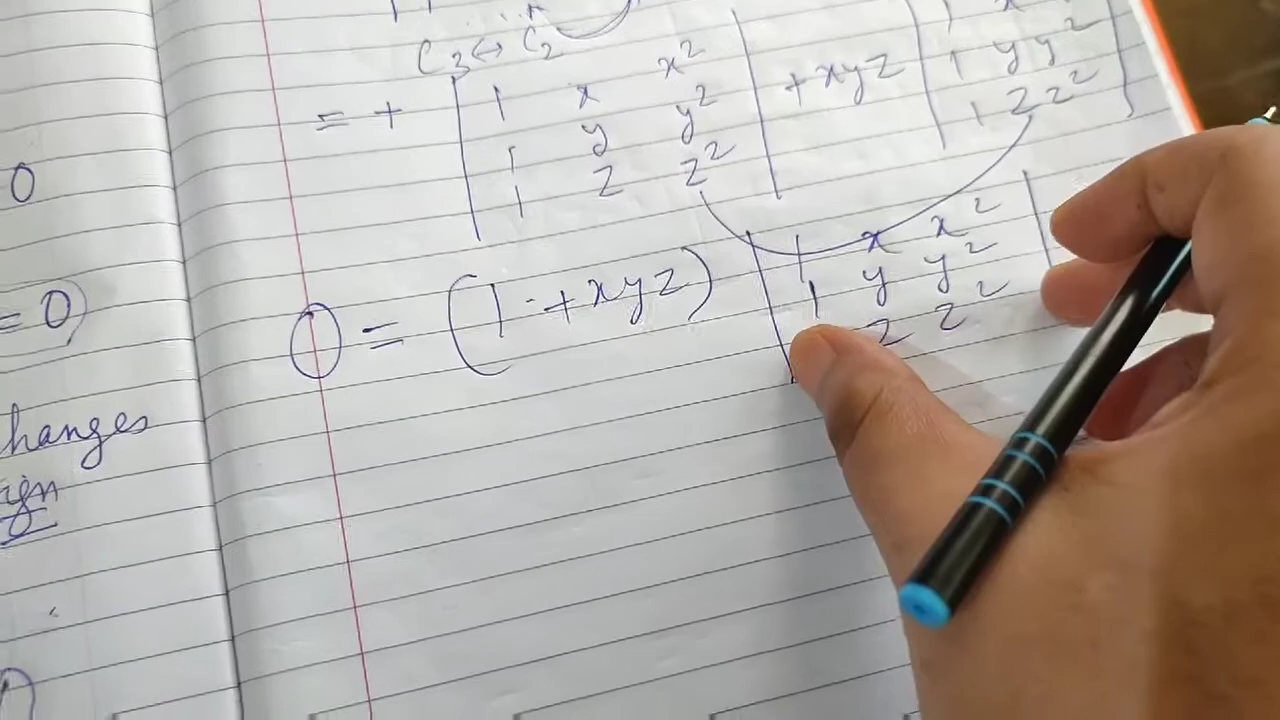 C₃ ↔ C₂
= + | 1 x x² | + xyz |
1 y y² 1 y y²
1 z z² 1 z z²
0
0 = (1 + xyz) | 1 x x² |
1 y y²
z z²
= 0
hanges
ign